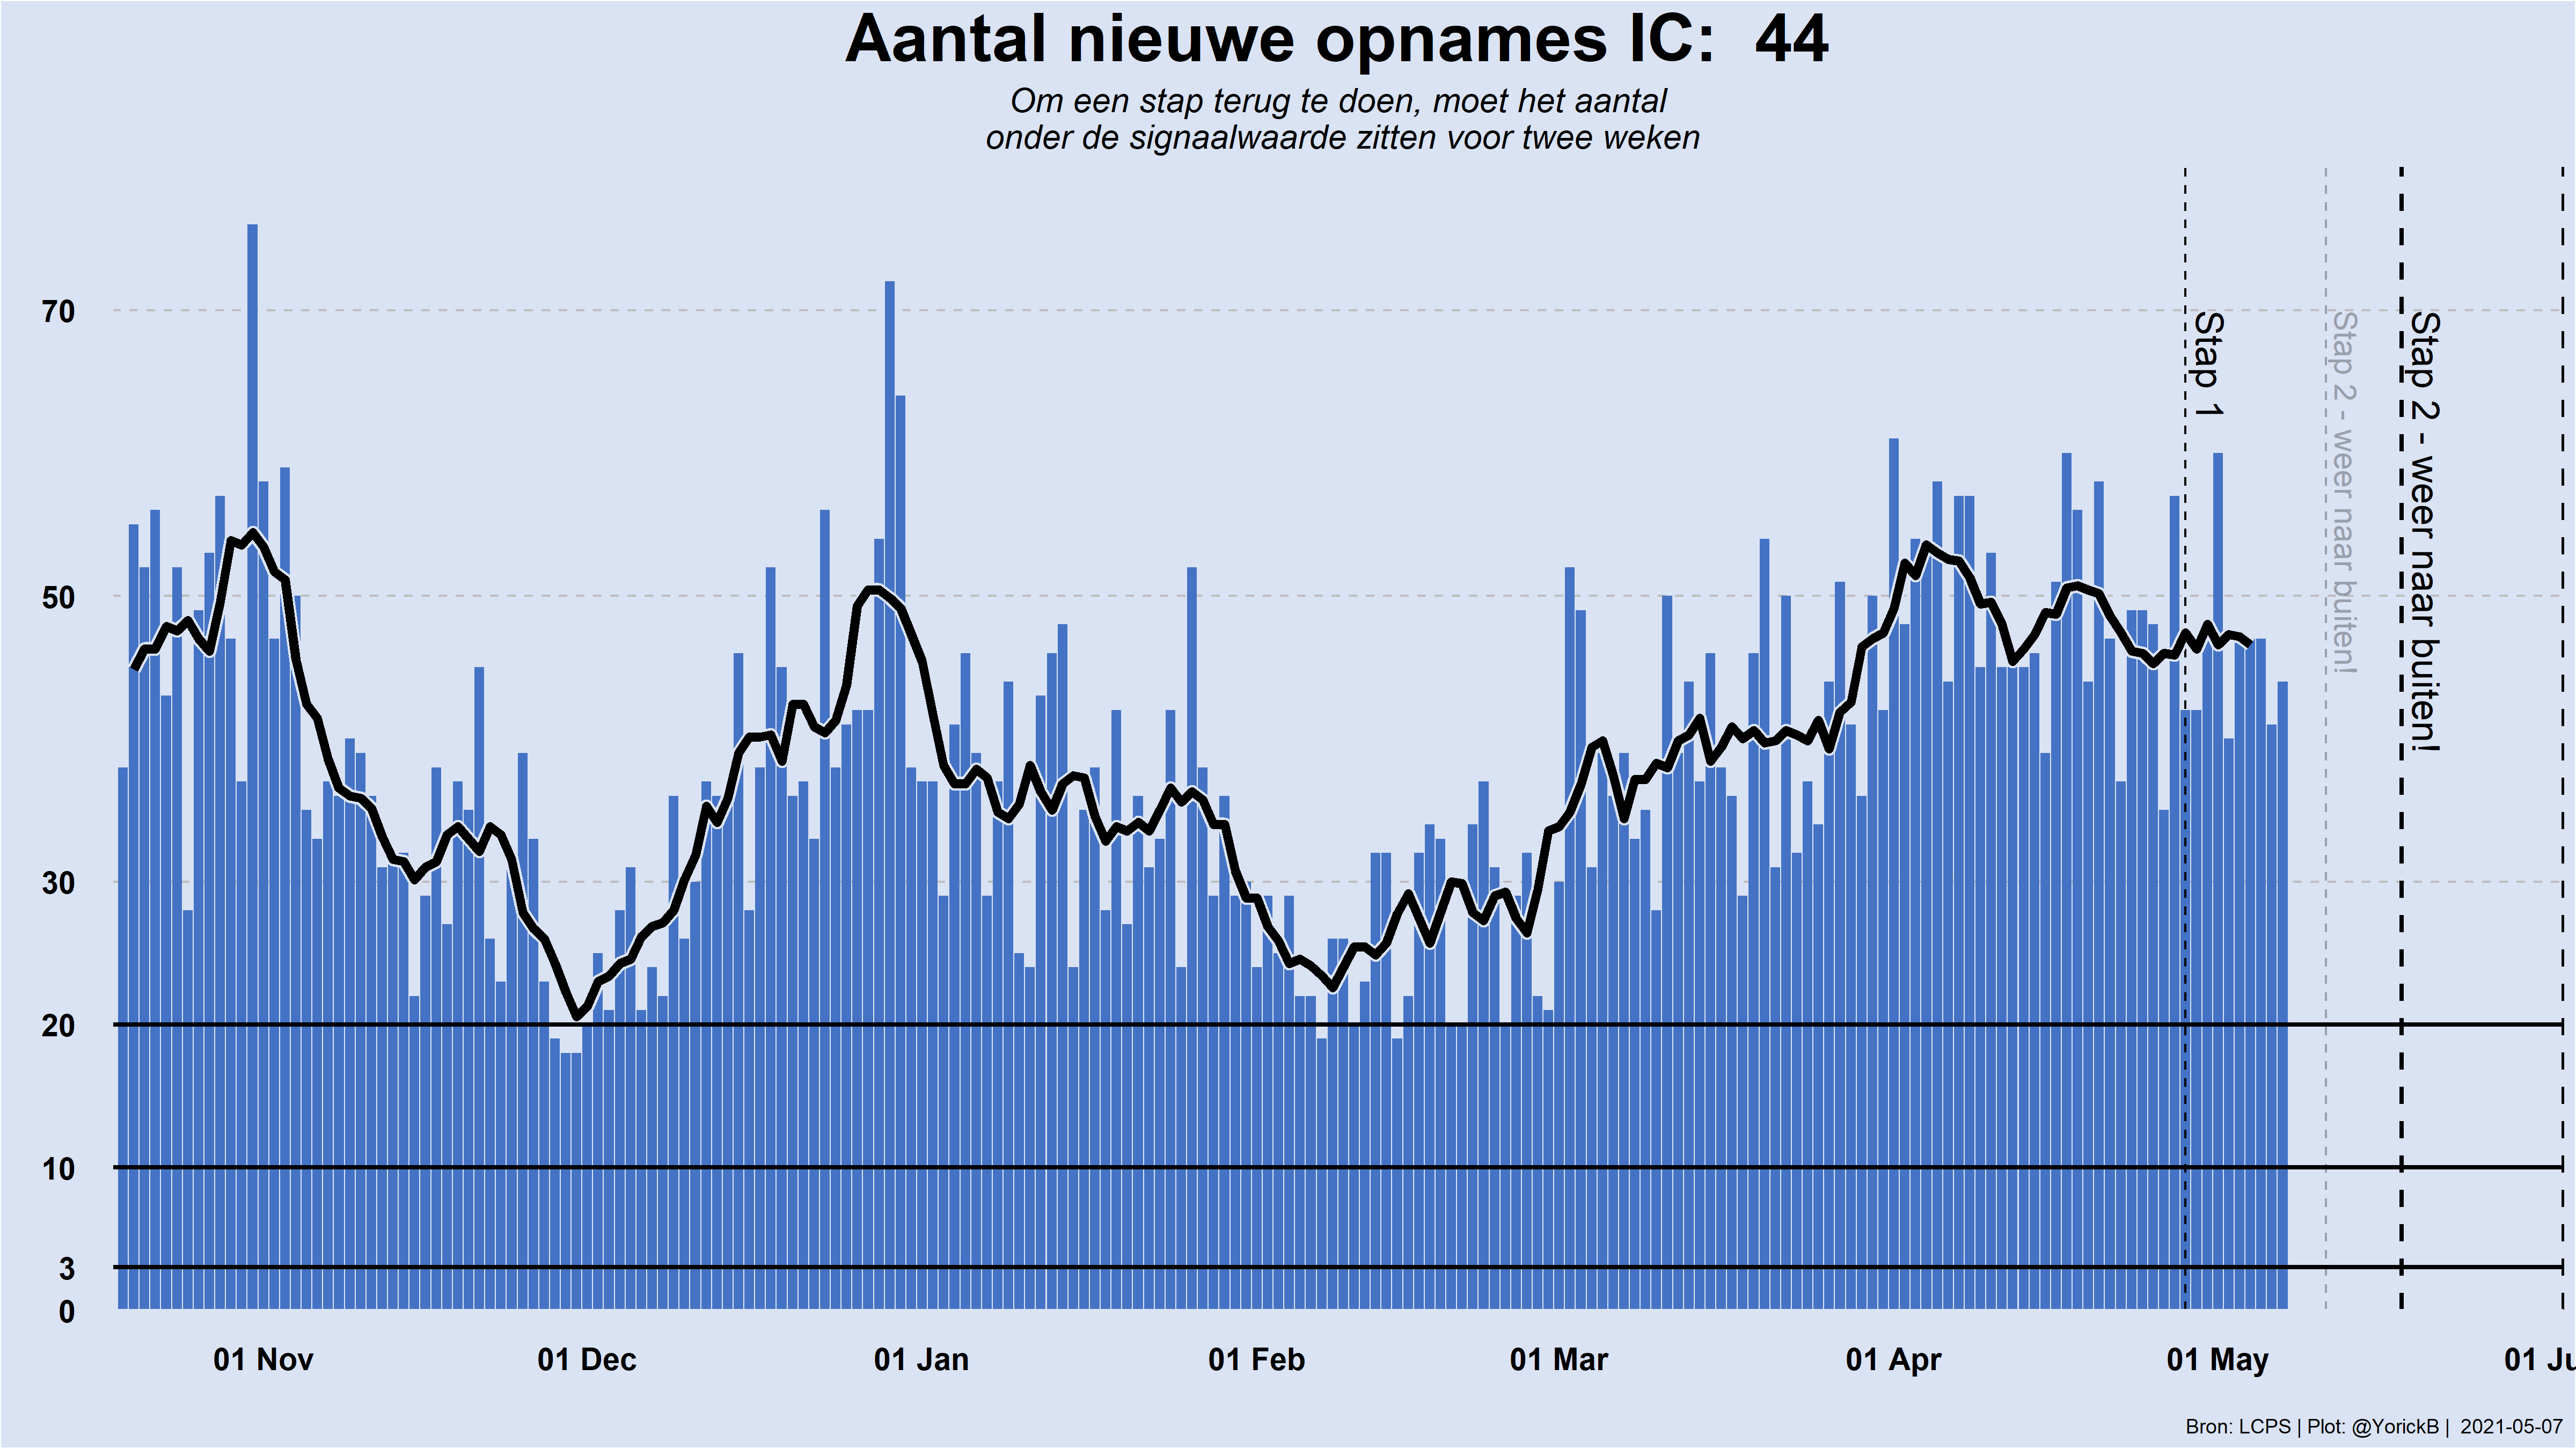 Aantal nieuwe opnames IC:  44
Om een stap terug te doen, moet het aantal
onder de signaalwaarde zitten voor twee weken
70
50
30
20
10
3
0
Stap 1
Stap 2 - weer naar buiten!
Stap 2 - weer naar buiten!
01 Nov
01 Dec
01 Jan
01 Feb
01 Mar
01 Apr
01 May
01 Ju
Bron: LCPS | Plot: @YorickB |  2021-05-07